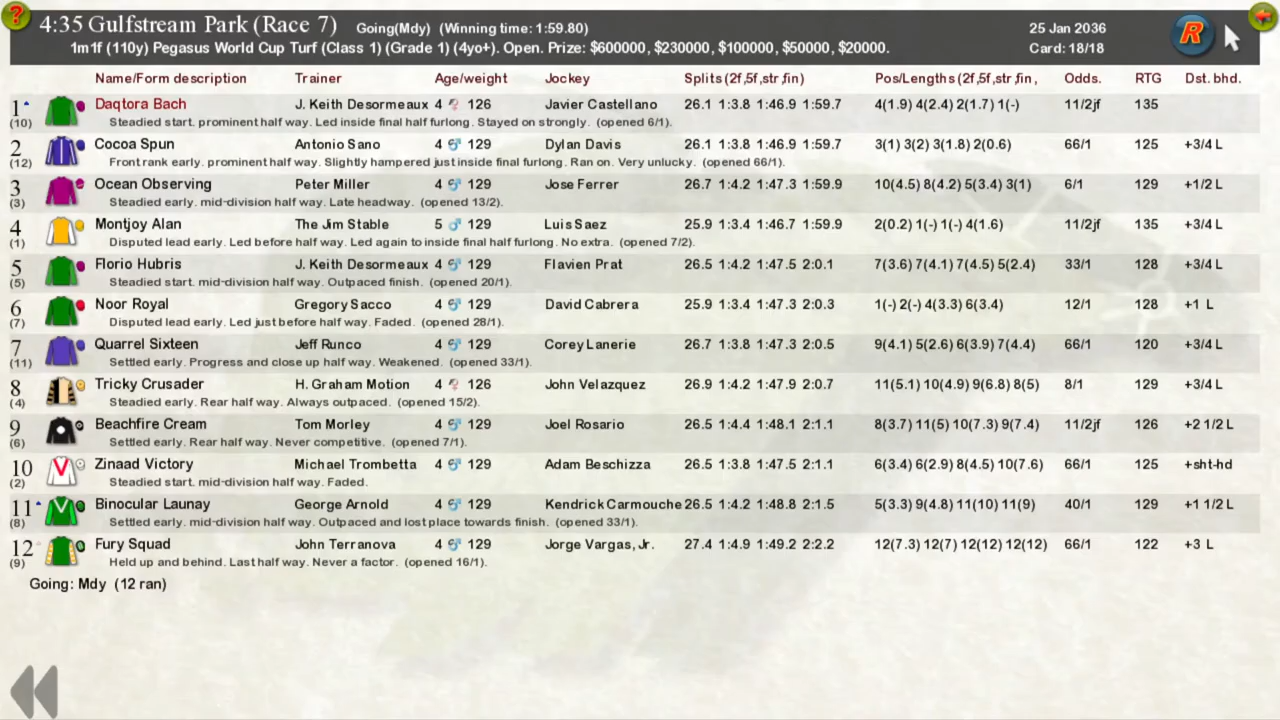 ?
4:35 Gulfstream Park (Race 7) Going(Mdy) (Winning time: 1:59.80) 25 Jan 2036
1m1f (110y) Pegasus World Cup Turf (Class 1) (Grade 1) (4yo+). Open. Prize: $600000, $230000, $100000, $50000, $20000. Card: 18/18
R
Name/Form description Trainer Age/weight Jockey Splits (2f,5f,str,fin) Pos/Lengths (2f,5f,str,fin, Odds. RTG Dst. bhd.
1 Daqtora Bach J. Keith Desormeaux 4 ♀ 126 Javier Castellano 26.1 1:3.8 1:46.9 1:59.7 4(1.9) 4(2.4) 2(1.7) 1(-) 11/2jf 135
(10) Steadied start. prominent half way. Led inside final half furlong. Stayed on strongly. (opened 6/1).
2 Cocoa Spun Antonio Sano 4 129 Dylan Davis 26.1 1:3.8 1:46.9 1:59.7 3(1) 3(2) 3(1.8) 2(0.6) 66/1 125 +3/4 L
(12) Front rank early. prominent half way. Slightly hampered just inside final furlong. Ran on. Very unlucky. (opened 66/1).
3 Ocean Observing Peter Miller 4 129 Jose Ferrer 26.7 1:4.2 1:47.3 1:59.9 10(4.5) 8(4.2) 5(3.4) 3(1) 6/1 129 +1/2 L
(3) Steadied early. mid-division half way. Late headway. (opened 13/2).
4 Montjoy Alan The Jim Stable 5 ♂ 129 Luis Saez 25.9 1:3.4 1:46.7 1:59.9 2(0.2) 1(-) 1(-) 4(1.6) 11/2jf 135 +3/4 L
(1) Disputed lead early. Led before half way. Led again to inside final half furlong. No extra. (opened 7/2).
5 Florio Hubris J. Keith Desormeaux 4 129 Flavien Prat 26.5 1:4.2 1:47.5 2:0.1 7(3.6) 7(4.1) 7(4.5) 5(2.4) 33/1 128 +3/4 L
(5) Steadied start. mid-division half way. Outpaced finish. (opened 20/1).
6 Noor Royal Gregory Sacco 4 129 David Cabrera 25.9 1:3.4 1:47.3 2:0.3 1(-) 2(-) 4(3.3) 6(3.4) 12/1 128 +1 L
(7) Disputed lead early. Led just before half way. Faded. (opened 28/1).
7 Quarrel Sixteen Jeff Runco 4 129 Corey Lanerie 26.7 1:3.8 1:47.3 2:0.5 9(4.1) 5(2.6) 6(3.9) 7(4.4) 66/1 120 +3/4 L
(11) Settled early. Progress and close up half way. Weakened. (opened 33/1).
8 Tricky Crusader H. Graham Motion 4 ♀ 126 John Velazquez 26.9 1:4.2 1:47.9 2:0.7 11(5.1) 10(4.9) 9(6.8) 8(5) 8/1 129 +3/4 L
(4) Steadied early. Rear half way. Always outpaced. (opened 15/2).
9 Beachfire Cream Tom Morley 4 129 Joel Rosario 26.5 1:4.4 1:48.1 2:1.1 8(3.7) 11(5) 10(7.3) 9(7.4) 11/2jf 126 +2 1/2 L
(6) Settled early. Rear half way. Never competitive. (opened 7/1).
10 Zinaad Victory Michael Trombetta 4 129 Adam Beschizza 26.5 1:3.8 1:47.5 2:1.1 6(3.4) 6(2.9) 8(4.5) 10(7.6) 66/1 125 +sht-hd
(2) Steadied start. mid-division half way. Faded.
11 Binocular Launay George Arnold 4 129 Kendrick Carmouche 26.5 1:4.2 1:48.8 2:1.5 5(3.3) 9(4.8) 11(10) 11(9) 40/1 129 +1 1/2 L
(8) Settled early. mid-division half way. Outpaced and lost place towards finish. (opened 33/1).
12 Fury Squad John Terranova 4 129 Jorge Vargas, Jr. 27.4 1:4.9 1:49.2 2:2.2 12(7.3) 12(7) 12(12) 12(12) 66/1 122 +3 L
(9) Held up and behind. Last half way. Never a factor. (opened 16/1).
Going: Mdy (12 ran)